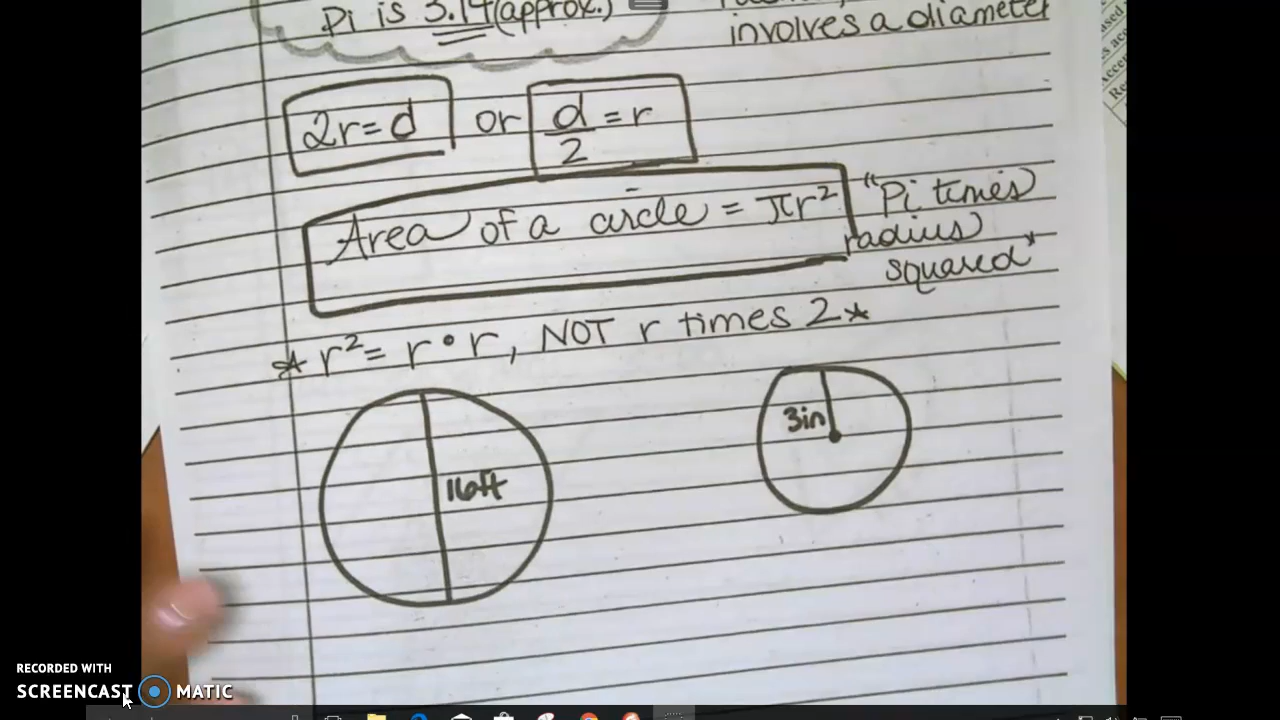 Pi is 3.14 (approx.)
involves a diameter
2r=d or d/2=r
Area of a circle = πr² "Pi times
radius
squared"
*r²= r•r, NOT r times 2*
16ft
3in
RECORDED WITH
SCREENCAST MATIC